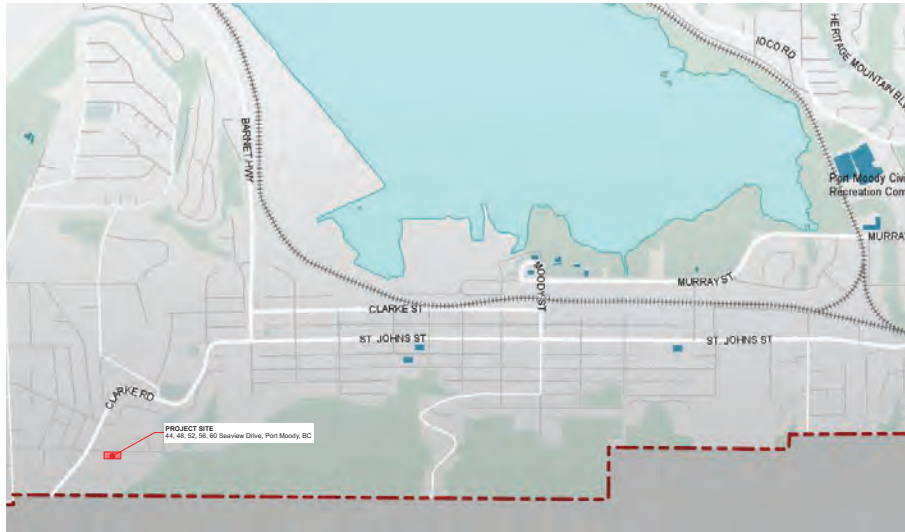 IOCO RD
HERITAGE MOUNTAIN BL
BARNET HWY
Port Moody Civi
Recreation Com
MURRA
MOODY ST
MURRAY ST
CLARKE ST
ST. JOHNS ST
ST. JOHNS ST
CLARKE RD
PROJECT SITE
44, 48, 52, 56, 60 Seaview Drive, Port Moody, BC